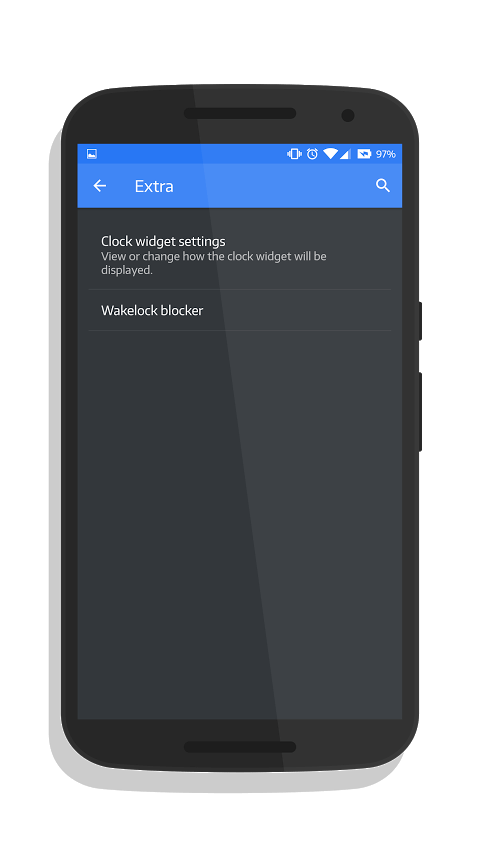 97%
Extra
Clock widget settings
View or change how the clock widget will be
displayed.
Wakelock blocker